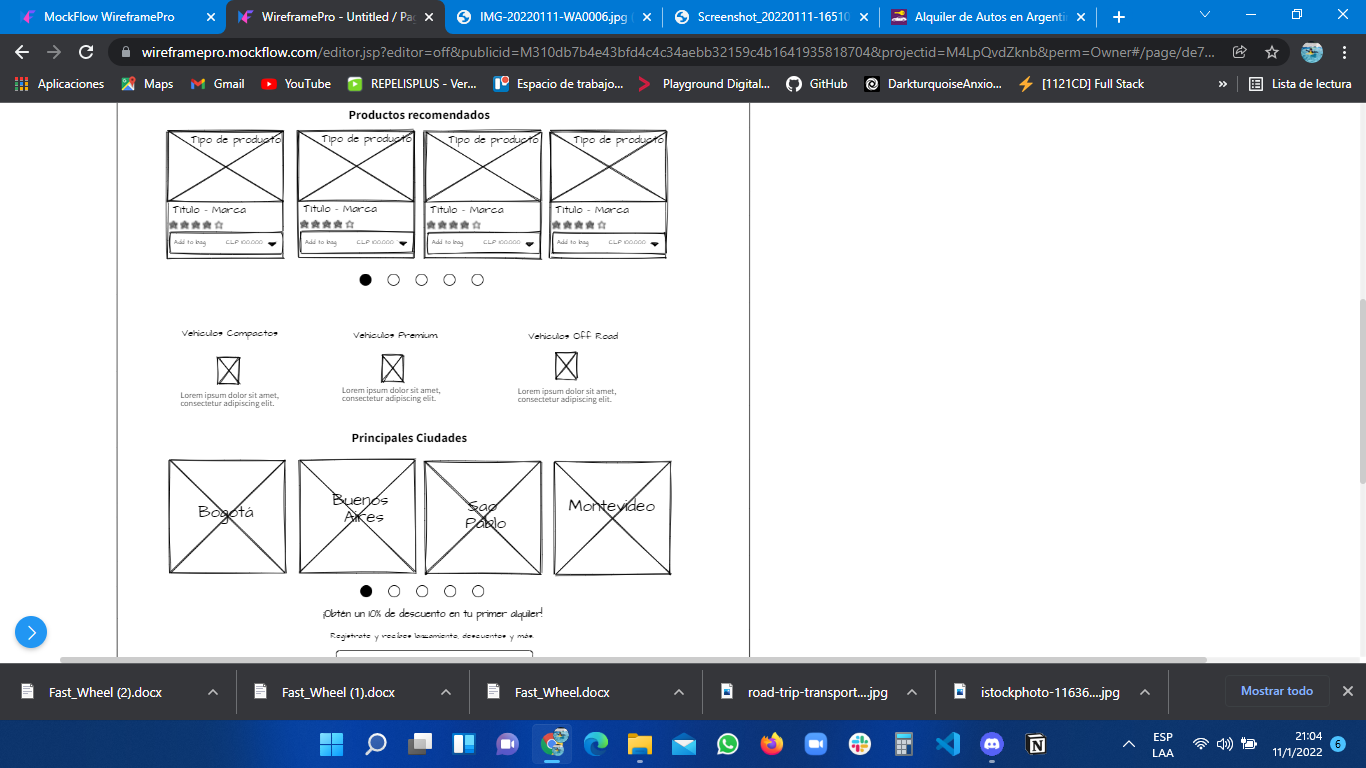 MockFlow WireframePro
WireframePro - Untitled / Pag
IMG-20220111-WA0006.jpg (
Screenshot_20220111-16510
Alquiler de Autos en Argentin
wireframepro.mockflow.com/editor.jsp?editor=off&publicid=M310db7b4e43bfd4c4c34aebb32159c4b1641935818704&projectid=M4LpQvdZknb&perm=Owner#/page/de7...
Aplicaciones
Maps
Gmail
YouTube
REPELISPLUS - Ver...
Espacio de trabajo...
Playground Digital...
GitHub
DarkturquoiseAnxio...
[1121CD] Full Stack
»
Lista de lectura
Productos recomendados
Tipo de producto
Tipo de producto
Tipo de producto
Tipo de producto
Titulo - Marca
Titulo - Marca
Titulo - Marca
Titulo - Marca
Add to bag CLP 100.000
Add to bag CLP 100.000
Add to bag CLP 100.000
Add to bag CLP 100.000
Vehiculos Compactos
Vehiculos Premium
Vehiculos Off Road
Lorem ipsum dolor sit amet,
consectetur adipiscing elit.
Lorem ipsum dolor sit amet,
consectetur adipiscing elit.
Lorem ipsum dolor sit amet,
consectetur adipiscing elit.
Principales Ciudades
Bogotá
Buenos
Aires
Sao
Pablo
Montevideo
¡Obtén un 10% de descuento en tu primer alquiler!
Registrate y recibes lanzamiento, descuentos y más.
Fast_Wheel (2).docx
Fast_Wheel (1).docx
Fast_Wheel.docx
road-trip-transport....jpg
istockphoto-11636....jpg
Mostrar todo
ESP
LAA
21:04
11/1/2022
6